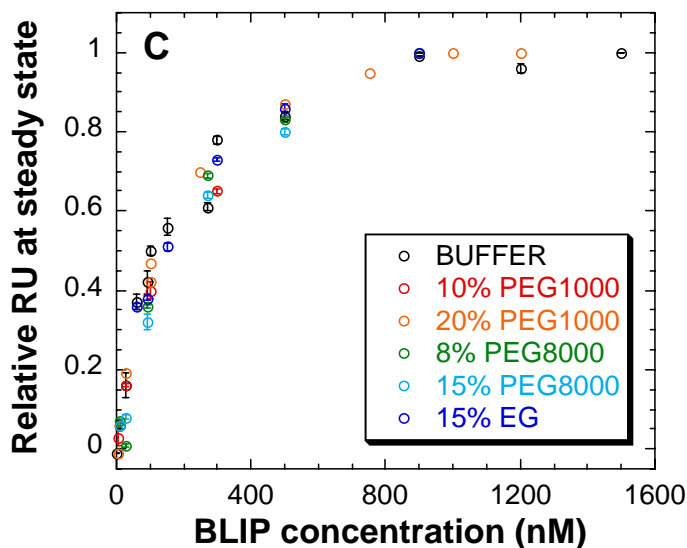 C
Relative RU at steady state
1
0.8
0.6
0.4
0.2
0
BUFFER
10% PEG1000
20% PEG1000
8% PEG8000
15% PEG8000
15% EG
0 400 800 1200 1600
BLIP concentration (nM)